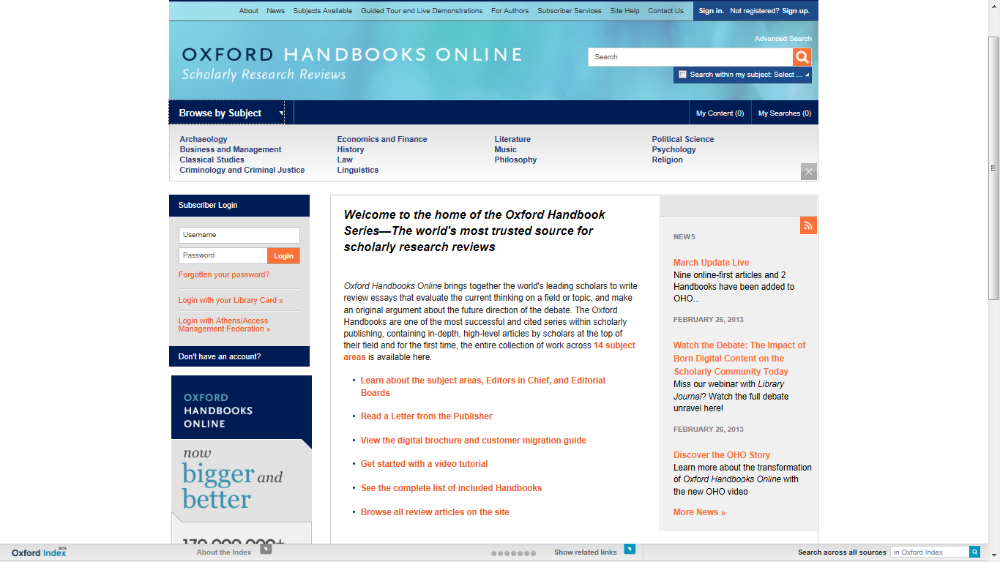 About News Subjects Available Guided Tour and Live Demonstrations For Authors Subscriber Services Site Help Contact Us Sign in. Not registered? Sign up.
Advanced Search
OXFORD HANDBOOKS ONLINE
Scholarly Research Reviews
Search
Search within my subject: Select ...
Browse by Subject
My Content (0) My Searches (0)
Archaeology
Business and Management
Classical Studies
Criminology and Criminal Justice
Economics and Finance
History
Law
Linguistics
Literature
Music
Philosophy
Political Science
Psychology
Religion
Subscriber Login
Username
Password Login
Forgotten your password?
Login with your Library Card »
Login with Athens/Access
Management Federation »
Don't have an account?
OXFORD
HANDBOOKS
ONLINE
now
bigger and
better
Welcome to the home of the Oxford Handbook
Series—The world's most trusted source for
scholarly research reviews
Oxford Handbooks Online brings together the world's leading scholars to write
review essays that evaluate the current thinking on a field or topic, and make
an original argument about the future direction of the debate. The Oxford
Handbooks are one of the most successful and cited series within scholarly
publishing, containing in-depth, high-level articles by scholars at the top of
their field and for the first time, the entire collection of work across 14 subject
areas is available here.
• Learn about the subject areas, Editors in Chief, and Editorial
Boards
• Read a Letter from the Publisher
• View the digital brochure and customer migration guide
• Get started with a video tutorial
• See the complete list of included Handbooks
• Browse all review articles on the site
NEWS
March Update Live
Nine online-first articles and 2
Handbooks have been added to
OHO...
FEBRUARY 26, 2013
Watch the Debate: The Impact of
Born Digital Content on the
Scholarly Community Today
Miss our webinar with Library
Journal? Watch the full debate
unravel here!
FEBRUARY 26, 2013
Discover the OHO Story
Learn more about the transformation
of Oxford Handbooks Online with
the new OHO video
More News »
Oxford Index BETA About the Index Show related links Search across all sources in Oxford Index